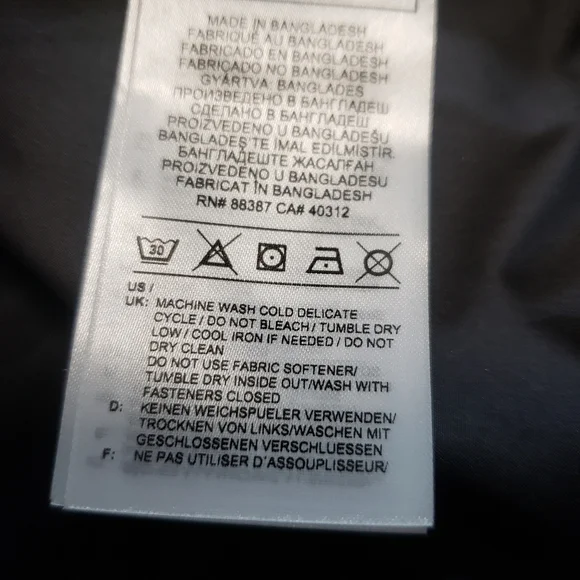 MADE IN BANGLADESH
FABRIQUÉ AU BANGLADESH
FABRICADO EN BANGLADESH
FABRICADO NO BANGLADESH
GYÁRTVA: BANGLADES
ПРОИЗВЕДЕНО В БАНГЛАДЕШ
СДЕЛАНО В БАНГЛАДЕШ
PROIZVEDENO U BANGLADEŠU
BANGLADEŞ'TE IMAL EDILMİSTİR
БАНГЛАДЕШТЕ ЖАСАЛҒАН
PROIZVEDENO U BANGLADESU
FABRICAT ÎN BANGLADESH
RN# 88387 CA# 40312
30
US /
UK: MACHINE WASH COLD DELICATE
CYCLE / DO NOT BLEACH / TUMBLE DRY
LOW / COOL IRON IF NEEDED / DO NOT
DRY CLEAN
DO NOT USE FABRIC SOFTENER/
TUMBLE DRY INSIDE OUT/WASH WITH
FASTENERS CLOSED
D: KEINEN WEICHSPUELER VERWENDEN/
TROCKNEN VON LINKS/WASCHEN MIT
GESCHLOSSENEN VERSCHLUESSEN
F: NE PAS UTILISER D'ASSOUPLISSEUR/